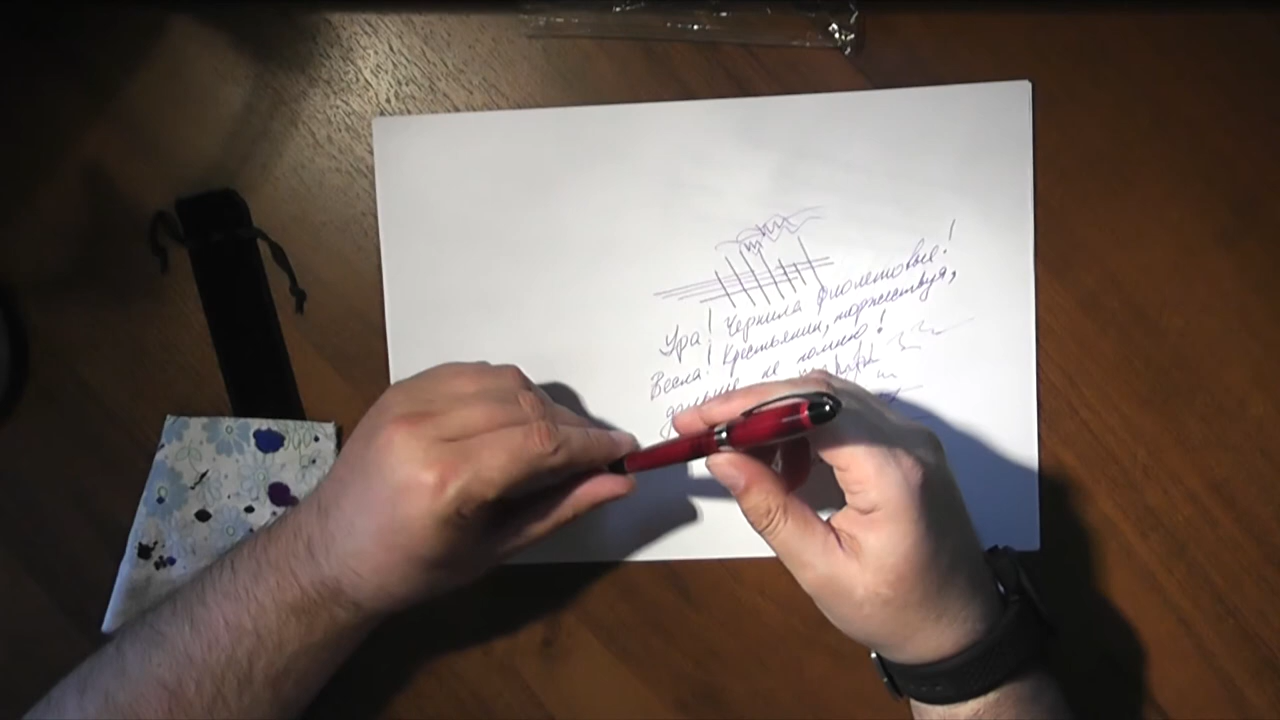 Ура! Чернила фиолетовые!
Весна! Крестьянин, торжествуя,
дальше не помню!